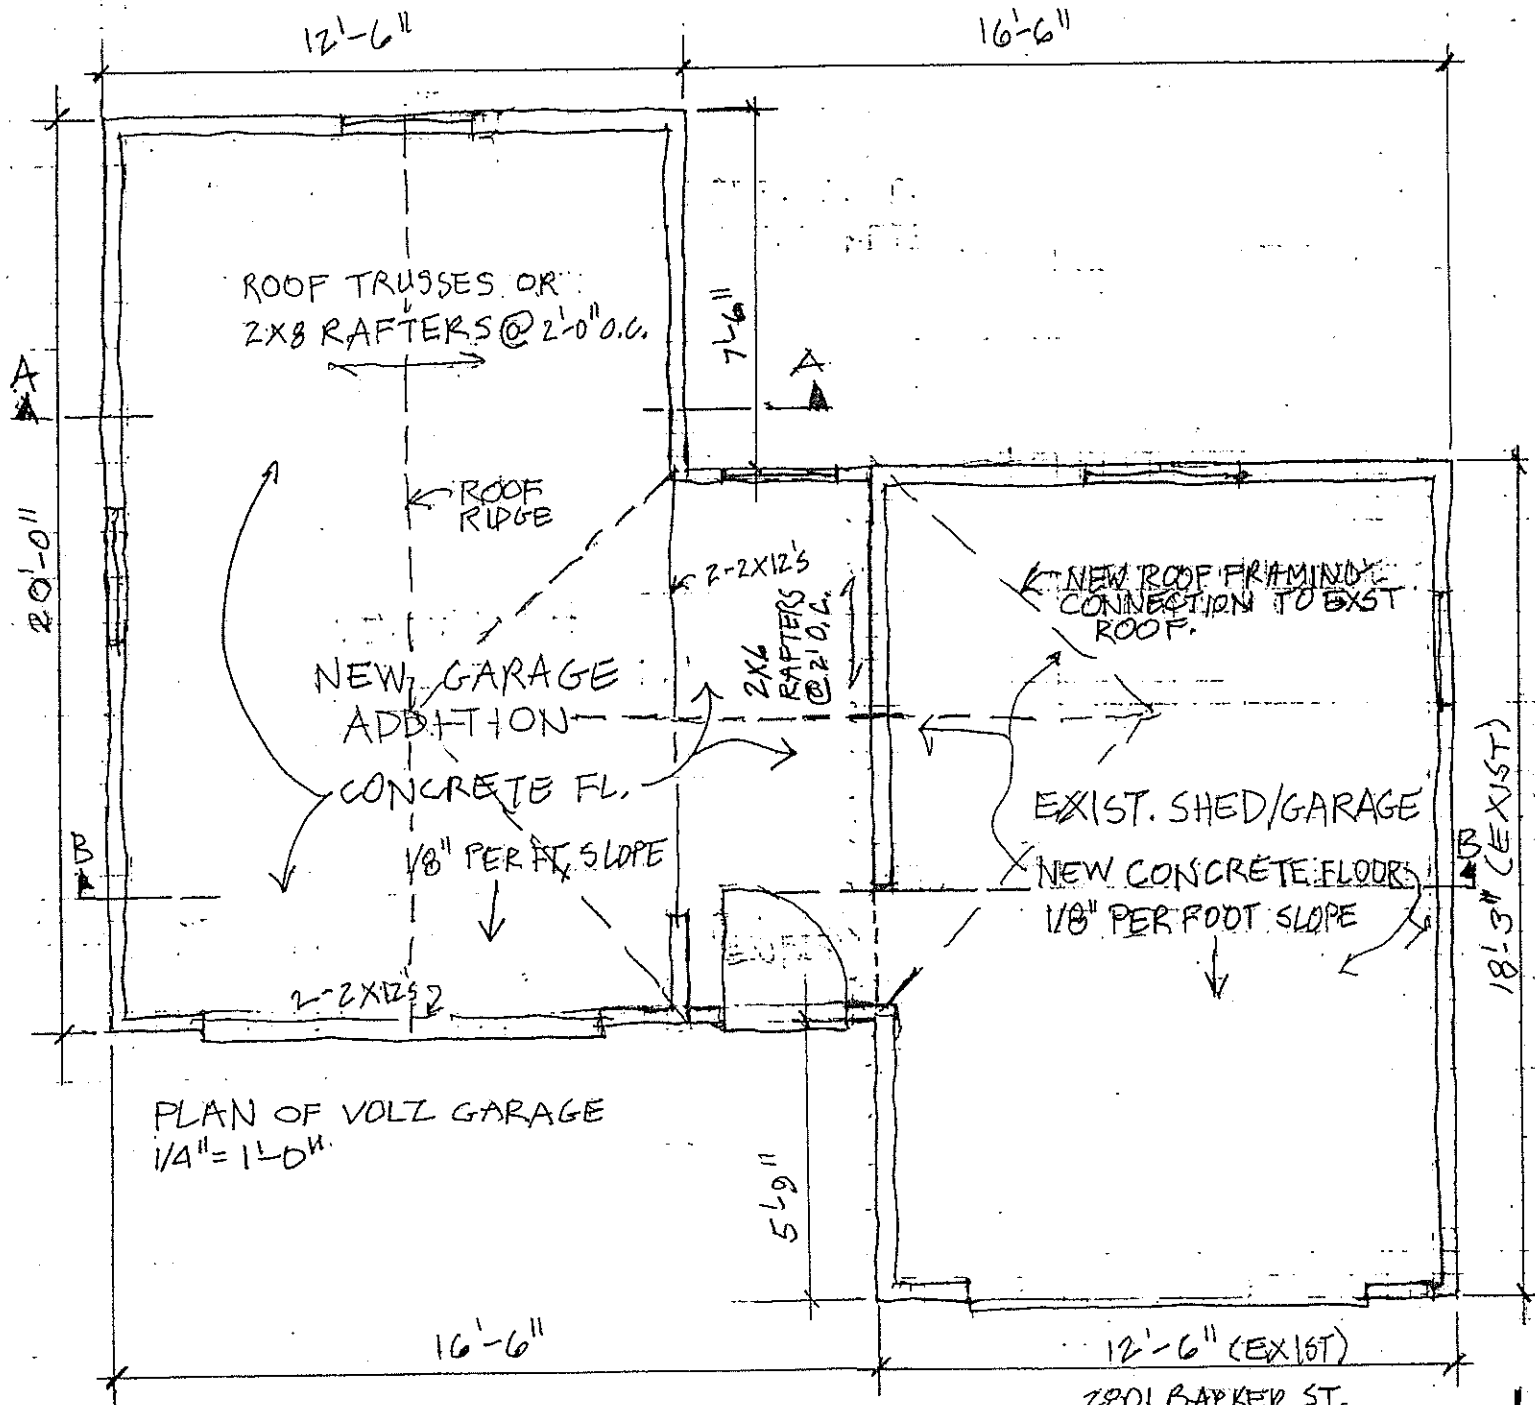 12'-6"
16'-6"
ROOF TRUSSES OR
2X8 RAFTERS @ 2'-0" O.C.
7'-6"
A
A
20'-0"
ROOF
RIDGE
2-2X12'S
2X6
RAFTERS
@ 2' O.C.
NEW ROOF FRAMING
CONNECTION TO EXST
ROOF.
NEW GARAGE
ADDITION
CONCRETE FL.
1/8" PER FT. SLOPE
EXIST. SHED/GARAGE
NEW CONCRETE FLOOR
1/8" PER FOOT SLOPE
B
B
18'-3" (EXIST)
2-2X12'S
PLAN OF VOLZ GARAGE
1/4" = 1'-0"
5'-9"
16'-6"
12'-6" (EXIST)
2801 BARKER ST.